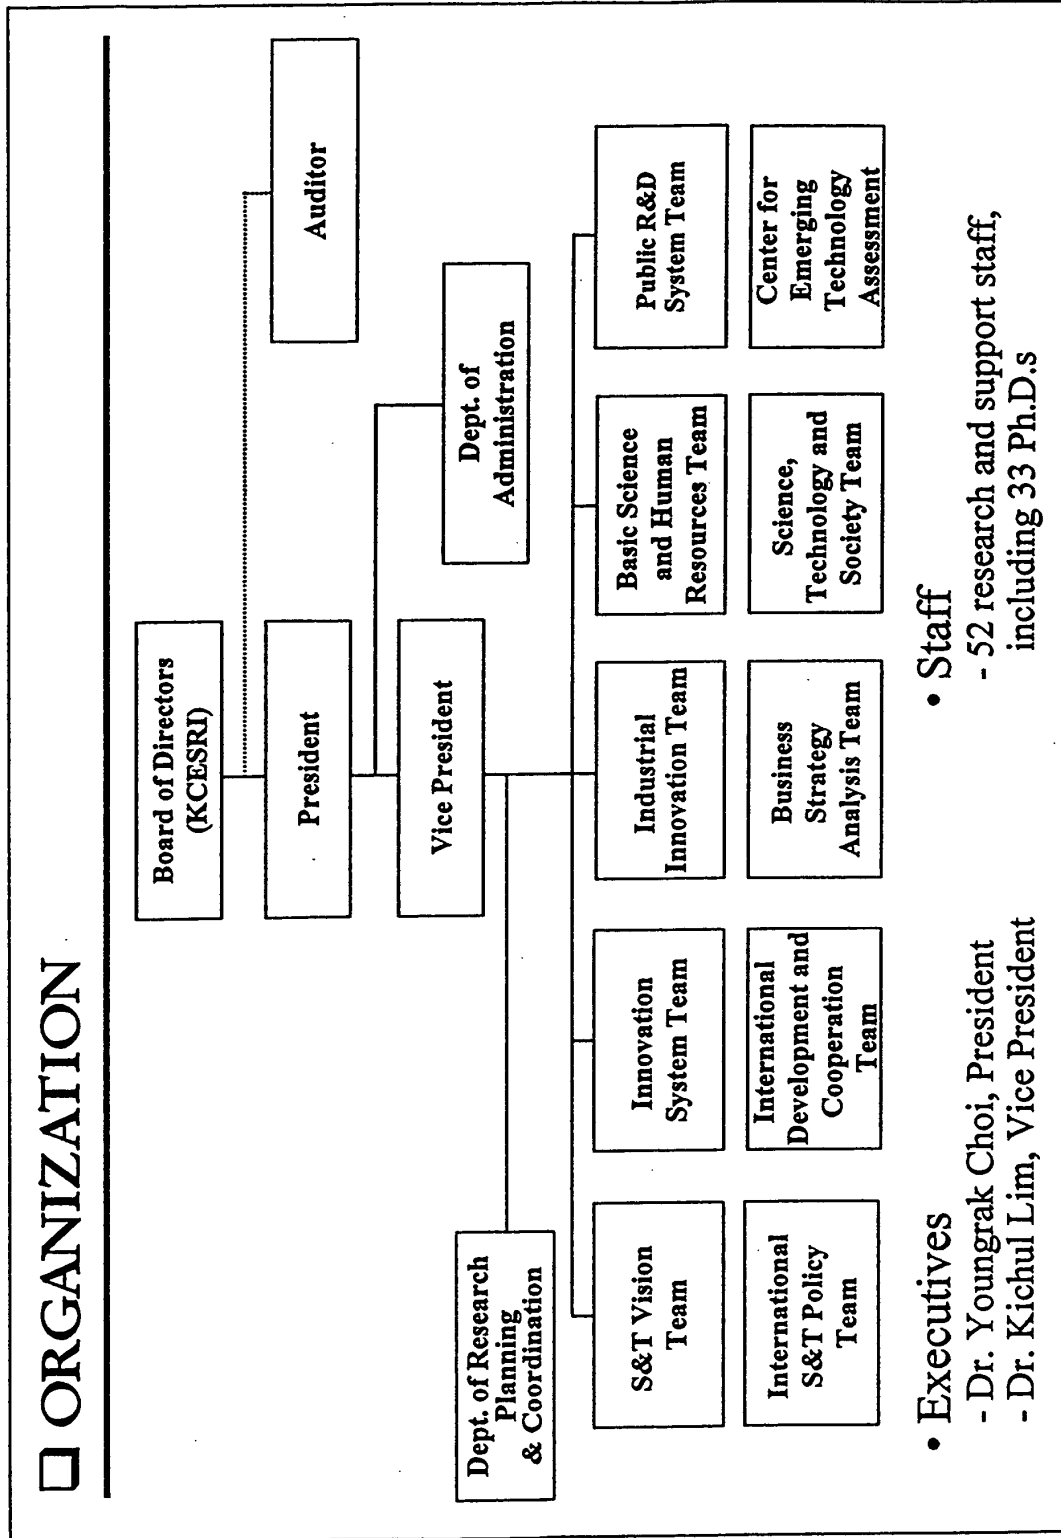 ❑ ORGANIZATION
Board of Directors
(KCESRI)
Auditor
President
Dept. of
Administration
Vice President
Dept. of Research
Planning
& Coordination
S&T Vision
Team
Innovation
System Team
Industrial
Innovation Team
Basic Science
and Human
Resources Team
Public R&D
System Team
International
S&T Policy
Team
International
Development and
Cooperation
Team
Business
Strategy
Analysis Team
Science,
Technology and
Society Team
Center for
Emerging
Technology
Assessment
• Executives
- Dr. Youngrak Choi, President
- Dr. Kichul Lim, Vice President
• Staff
- 52 research and support staff,
including 33 Ph.D.s